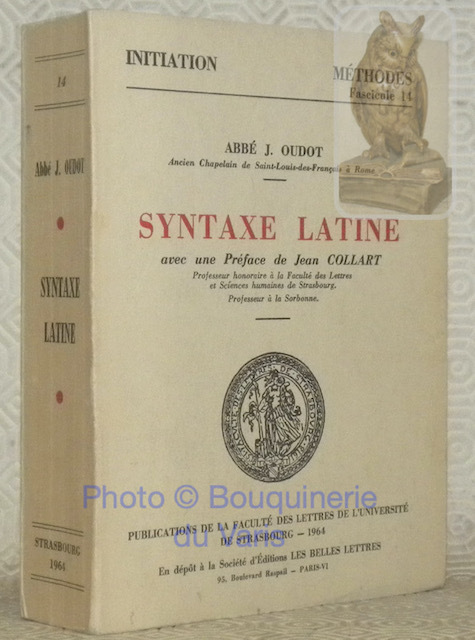 14
Abbé J. OUDOT
SYNTAXE
LATINE
STRASBOURG
1964
INITIATION
MÉTHODES
Fascicule 14
ABBÉ J. OUDOT
Ancien Chapelain de Saint-Louis-des-Français à Rome
SYNTAXE LATINE
avec une Préface de Jean COLLART
Professeur honoraire à la Faculté des Lettres
et Sciences humaines de Strasbourg.
Professeur à la Sorbonne.
Photo © Bouquinerie
du Varis
PUBLICATIONS DE LA FACULTÉ DES LETTRES DE L'UNIVERSITÉ
DE STRASBOURG — 1964
En dépôt à la Société d'Éditions LES BELLES LETTRES
95, Boulevard Raspail — PARIS-VI